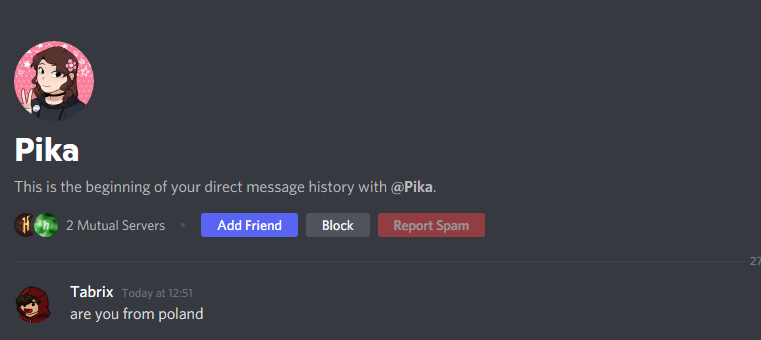 Pika
This is the beginning of your direct message history with @Pika.
2 Mutual Servers • Add Friend Block Report Spam
27
Tabrix Today at 12:51
are you from poland